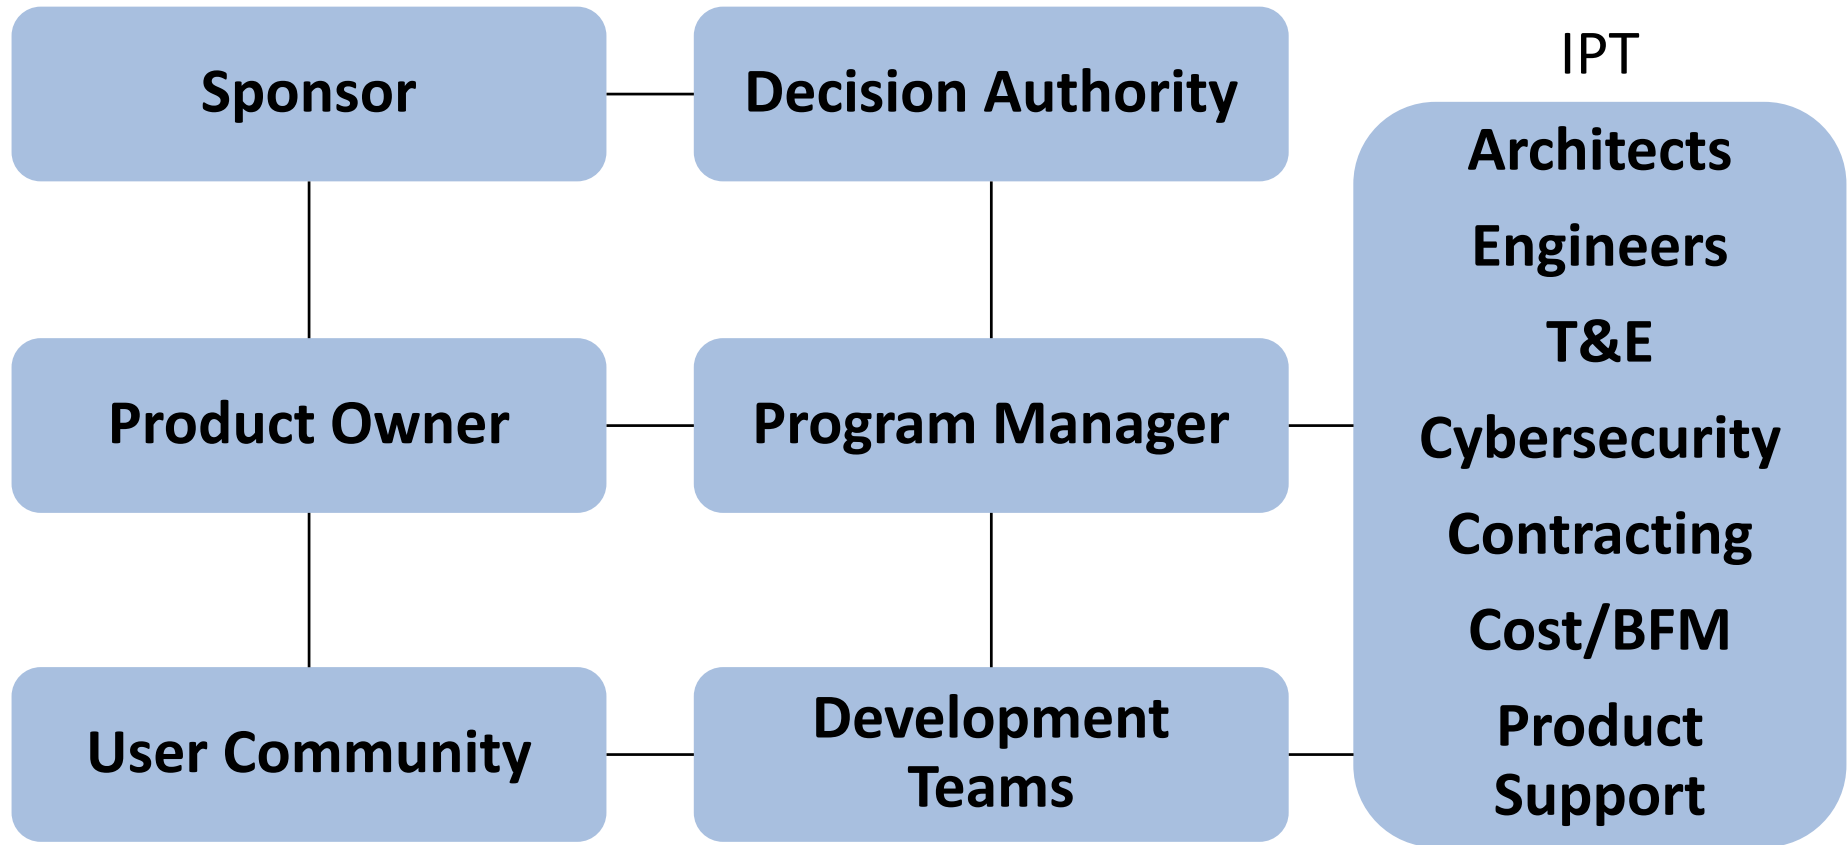 Sponsor
Decision Authority
Product Owner
Program Manager
User Community
Development
Teams
IPT
Architects
Engineers
T&E
Cybersecurity
Contracting
Cost/BFM
Product
Support